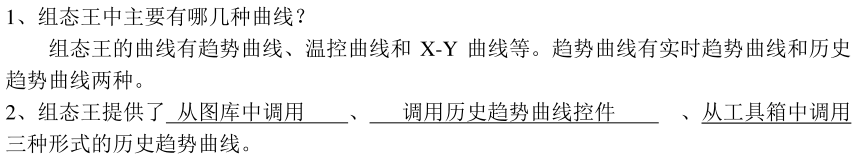 1、组态王中主要有哪几种曲线？
组态王的曲线有趋势曲线、温控曲线和 X-Y 曲线等。趋势曲线有实时趋势曲线和历史
趋势曲线两种。
2、组态王提供了 从图库中调用 、 调用历史趋势曲线控件 、从工具箱中调用
三种形式的历史趋势曲线。